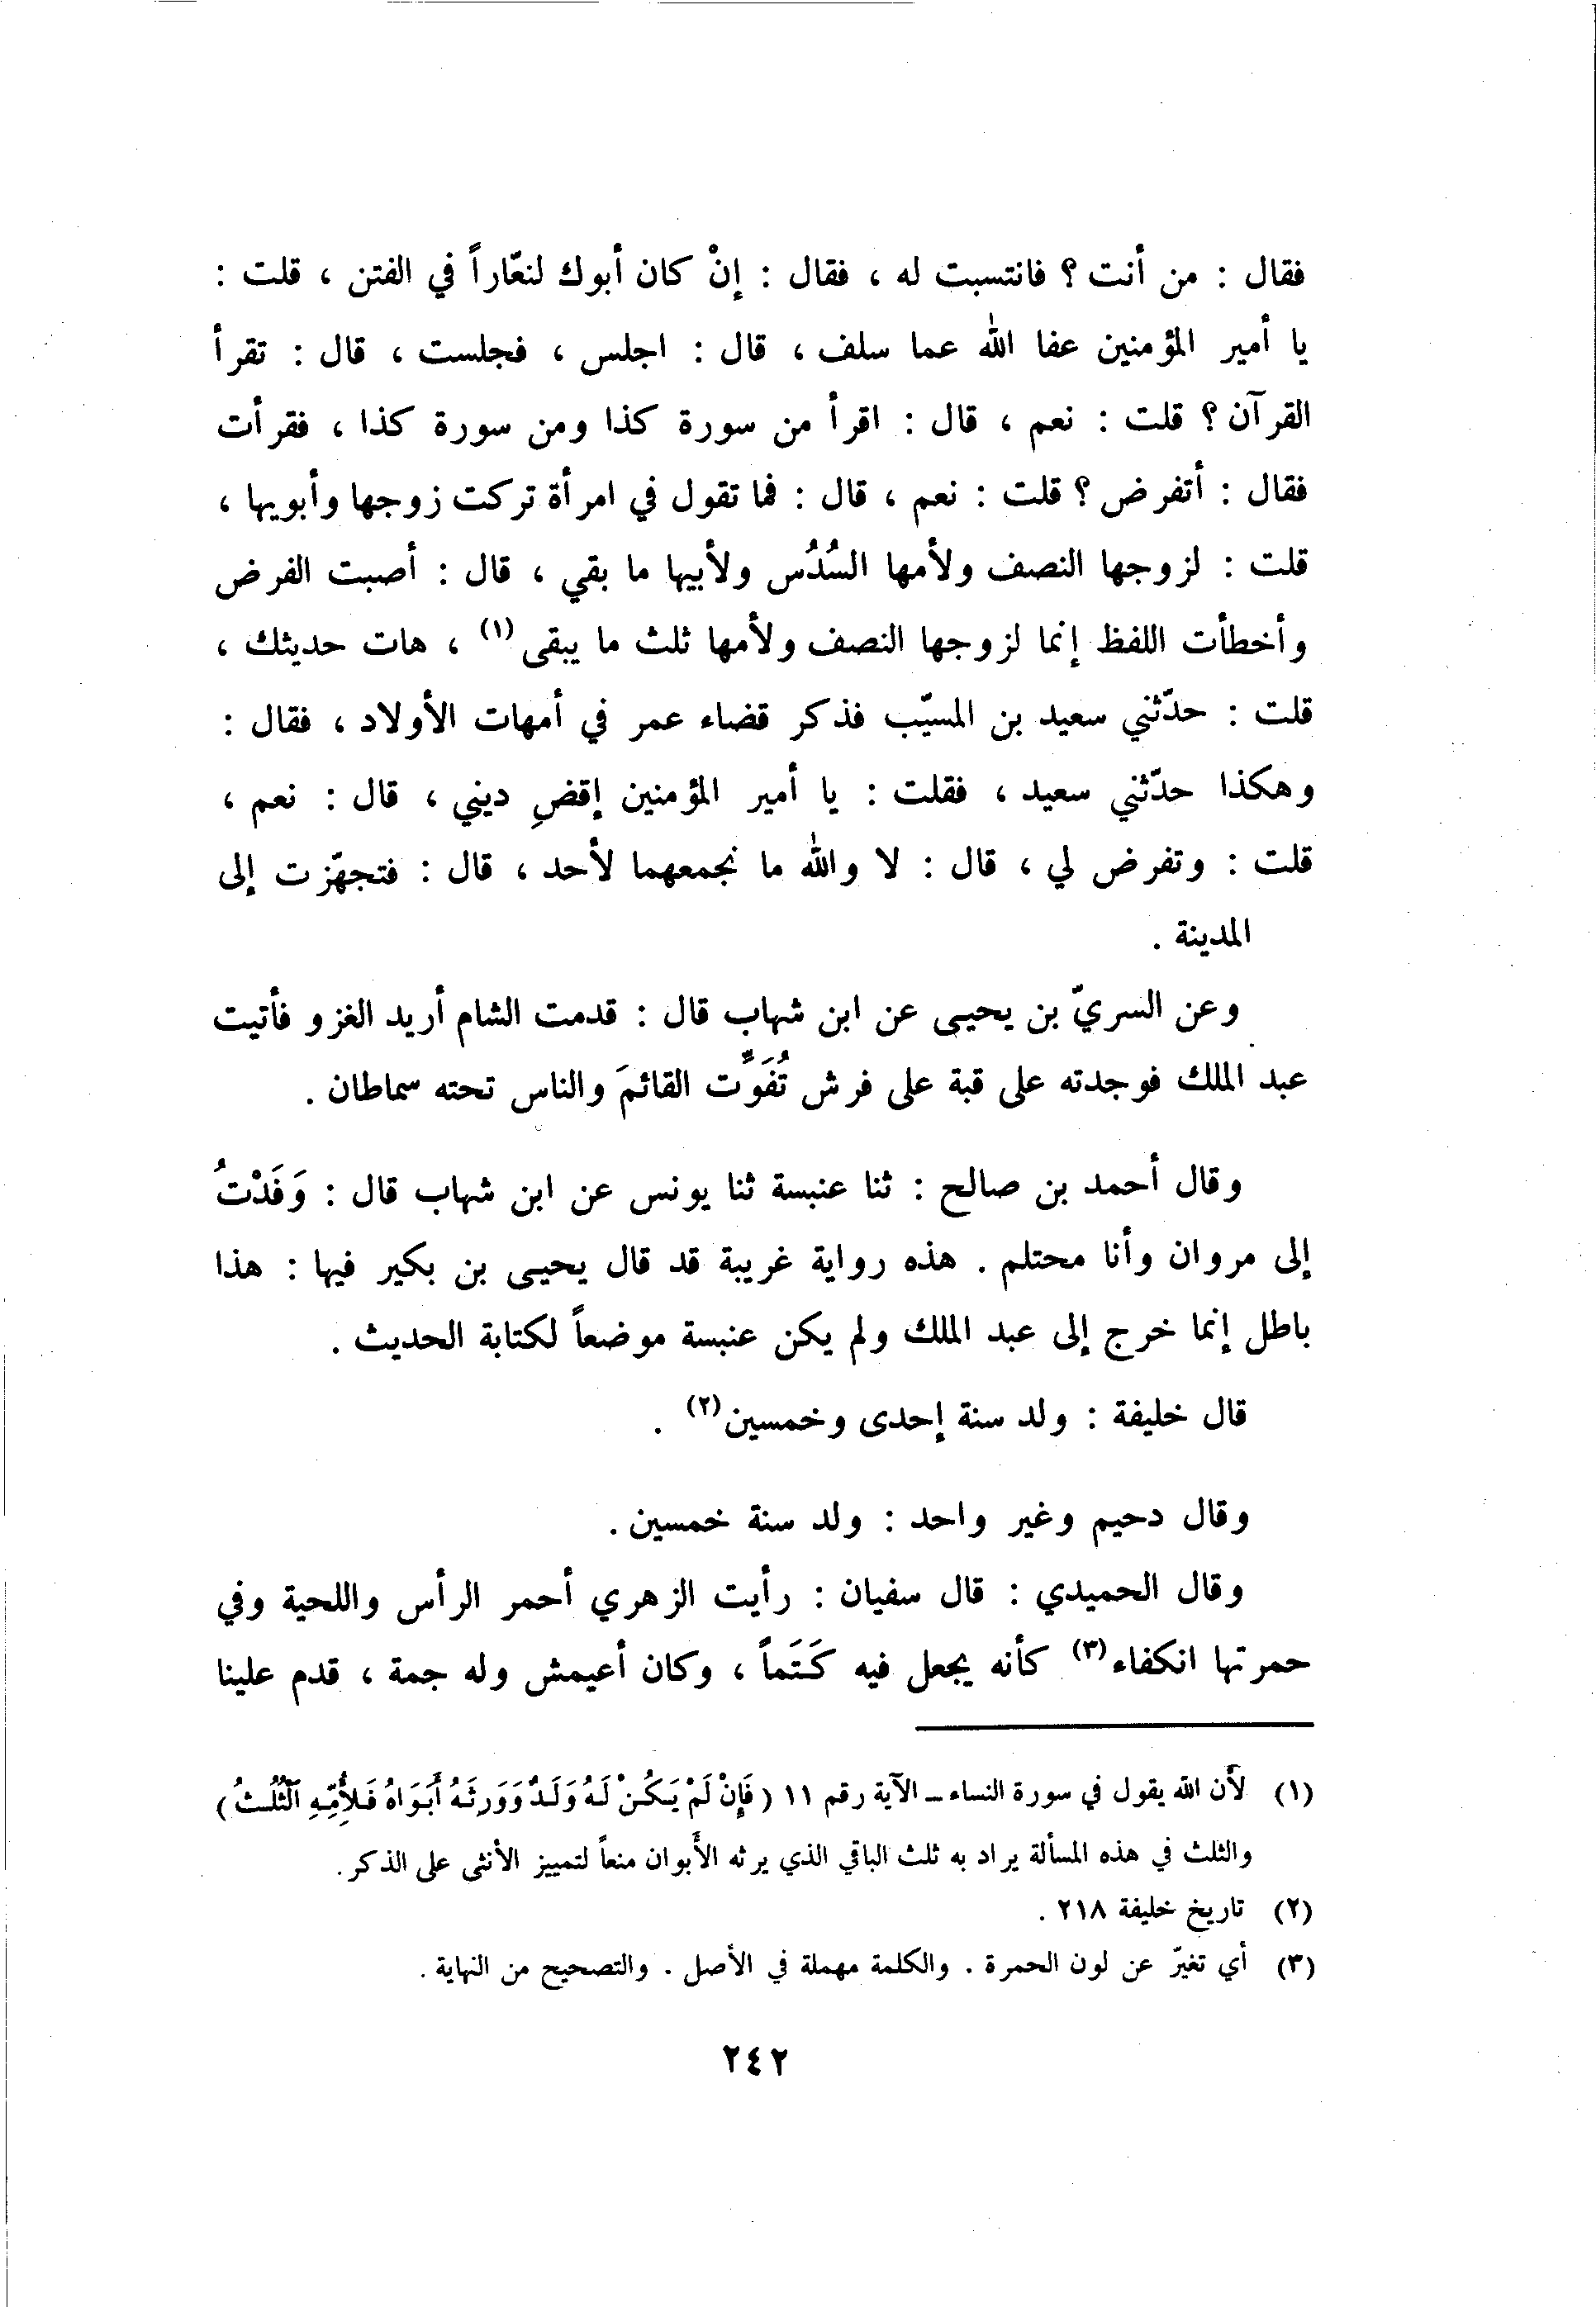 فقال : من أنت ؟ فانتسبت له ، فقال : إنْ كان أبوك لنعّاراً في الفتن ، قلت :
يا أمير المؤمنين عفا الله عما سلف ، قال : اجلس ، فجلست ، قال : تقرأ
القرآن ؟ قلت : نعم ، قال : اقرأ من سورة كذا ومن سورة كذا ، فقرأت
فقال : أتفرض ؟ قلت : نعم ، قال : فما تقول في امرأة تركت زوجها وأبويها ،
قلت : لزوجها النصف ولأمها السُدُس ولأبيها ما بقي ، قال : أصبت الفرض
وأخطأت اللفظ إنما لزوجها النصف ولأمها ثلث ما يبقى (١) ، هات حديثك ،
قلت : حدّثني سعيد بن المسيّب فذكر قضاء عمر في أمهات الأولاد ، فقال :
وهكذا حدّثني سعيد ، فقلت : يا أمير المؤمنين إقضِ ديني ، قال : نعم ،
قلت : وتفرض لي ، قال : لا والله ما نجمعهما لأحد ، قال : فتجهّزت إلى
المدينة .
وعن السريّ بن يحيى عن ابن شهاب قال : قدمت الشام أريد الغزو فأتيت
عبد الملك فوجدته على قبة على فرش تُفَوِّت القائمَ والناس تحته سماطان .
وقال أحمد بن صالح : ثنا عنبسة ثنا يونس عن ابن شهاب قال : وَفَدْتُ
إلى مروان وأنا محتلم . هذه رواية غريبة قد قال يحيى بن بكير فيها : هذا
باطل إنما خرج إلى عبد الملك ولم يكن عنبسة موضعاً لكتابة الحديث .
قال خليفة : ولد سنة إحدى وخمسين (٢) .
وقال دحيم وغير واحد : ولد سنة خمسين .
وقال الحميدي : قال سفيان : رأيت الزهري أحمر الرأس واللحية وفي
حمرتها انكفاء (٣) كأنه يجعل فيه كَتَماً ، وكان أعيمش وله جمة ، قدم علينا
(١) لأن الله يقول في سورة النساء ـ الآية رقم ١١ ( فَإِنْ لَمْ يَكُنْ لَهُ وَلَدٌ وَوَرِثَهُ أَبَوَاهُ فَلِأُمِّهِ الثُّلُثُ )
والثلث في هذه المسألة يراد به ثلث الباقي الذي يرثه الأبوان منعاً لتمييز الأنثى على الذكر .
(٢) تاريخ خليفة ٢١٨ .
(٣) أي تغيرّ عن لون الحمرة . والكلمة مهملة في الأصل . والتصحيح من النهاية .
٢٤٢